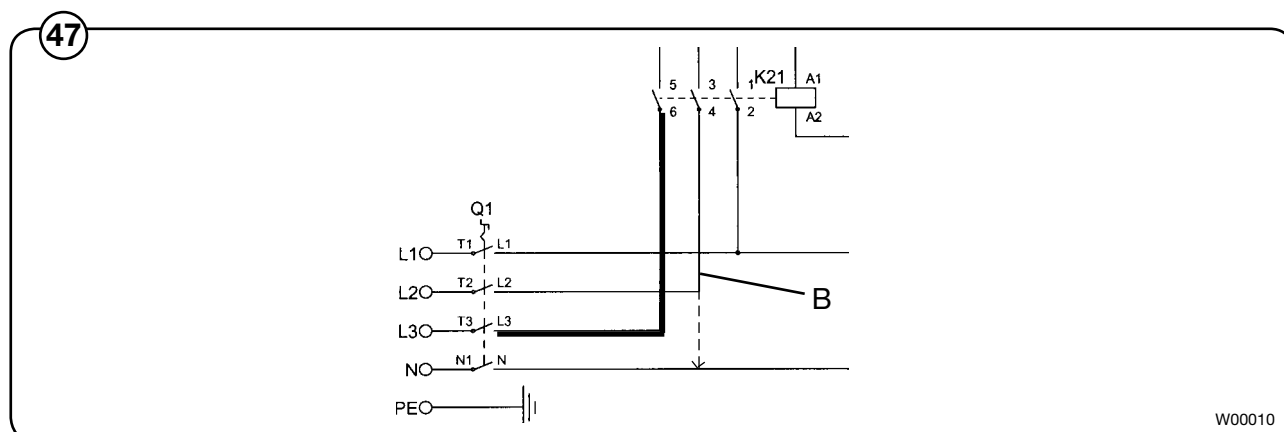 47
5 3 1 K21 A1
6 4 2 A2
Q1
L1 T1 L1
L2 T2 L2
B
L3 T3 L3
N N1 N
PE
W00010